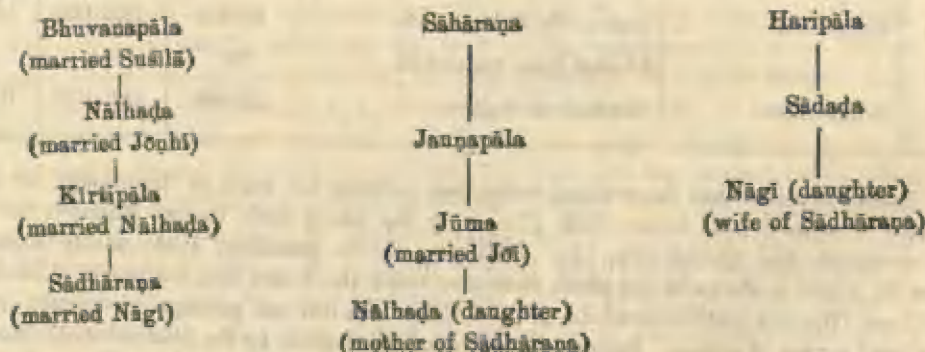 Bhuvanapāla
(married Suśīlā)
Nālhaḍa
(married Jōṇhī)
Kīrtipāla
(married Nālhaḍa)
Sādhāraṇa
(married Nāgī)
Sāhāraṇa
Jauṇapāla
Jūma
(married Jōī)
Nālhaḍa (daughter)
(mother of Sādhāraṇa)
Haripāla
Sādaḍa
Nāgī (daughter)
(wife of Sādhāraṇa)